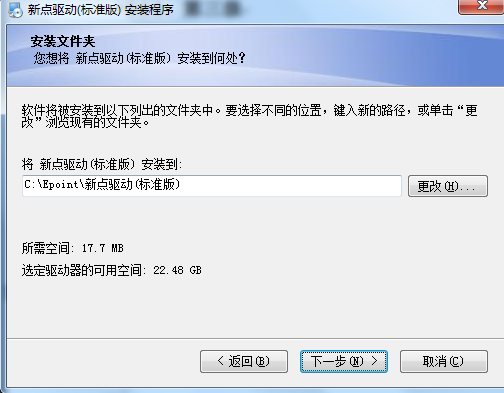 新点驱动(标准版) 安装程序
安装文件夹
您想将 新点驱动(标准版) 安装到何处?
软件将被安装到以下列出的文件夹中。要选择不同的位置，键入新的路径，或单击“更
改”浏览现有的文件夹。
将 新点驱动(标准版) 安装到:
C:\Epoint\新点驱动(标准版)
更改(H)...
所需空间: 17.7 MB
选定驱动器的可用空间: 22.48 GB
< 返回(B)
下一步(N) >
取消(C)